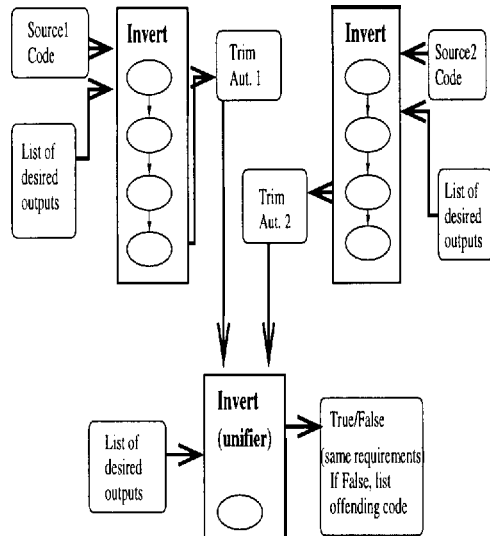 Source1
Code
Invert
Trim
Aut. 1
Invert
Source2
Code
List of
desired
outputs
Trim
Aut. 2
List of
desired
outputs
List of
desired
outputs
Invert
(unifier)
True/False
(same requirements)
If False, list
offending code